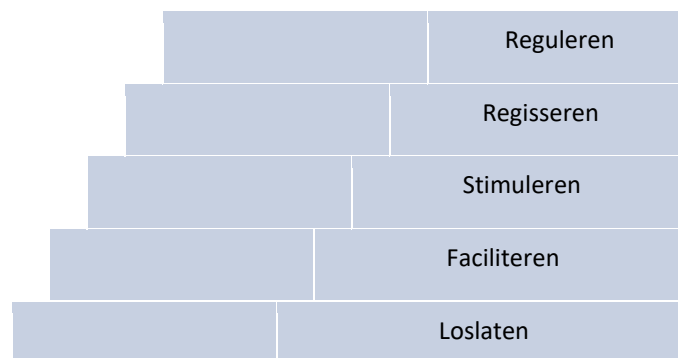 Reguleren
Regisseren
Stimuleren
Faciliteren
Loslaten